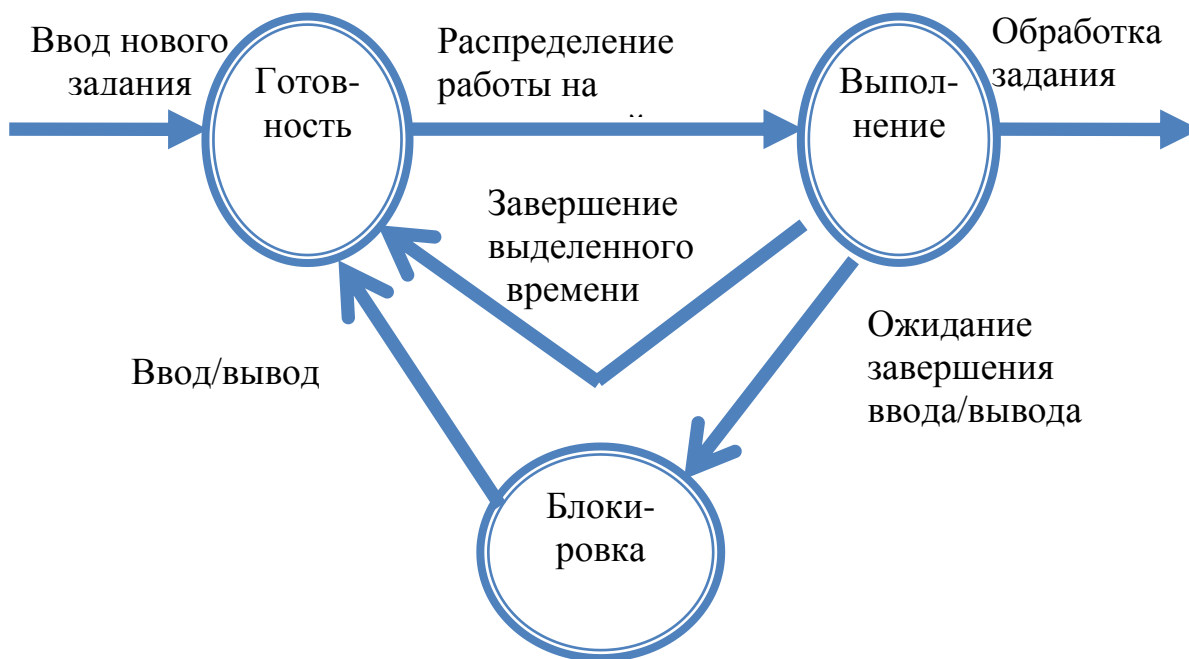 Ввод нового
задания
Готов-
ность
Распределение
работы на
Выпол-
нение
Обработка
задания
Завершение
выделенного
времени
Ввод/вывод
Ожидание
завершения
ввода/вывода
Блоки-
ровка